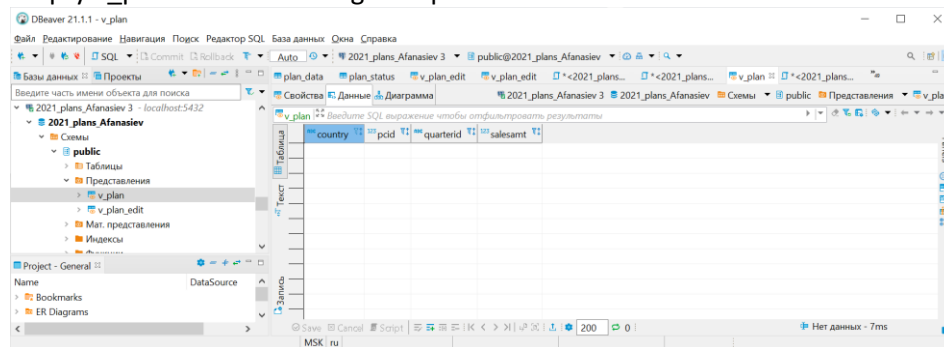 DBeaver 21.1.1 - v_plan
Файл Редактирование Навигация Поиск Редактор SQL База данных Окна Справка
SQL Commit Rollback Auto 2021_plans_Afanasiev 3 public@2021_plans_Afanasiev
Базы данных Проекты
plan_data plan_status v_plan_edit v_plan_edit *<2021_plans... *<2021_plans... v_plan *<2021_plans...
Введите часть имени объекта для поиска
Свойства Данные Диаграмма 2021_plans_Afanasiev 3 2021_plans_Afanasiev Схемы public Представления v_pla
2021_plans_Afanasiev 3 - localhost:5432
v_plan Введите SQL выражение чтобы отфильтровать результаты
2021_plans_Afanasiev
Схемы
public
Таблицы
Представления
v_plan
v_plan_edit
Мат. представления
Индексы
Таблица
Текст
Запись
country 123 pcid quarterid 123 salesamt
Project - General
Name DataSource
Bookmarks
ER Diagrams
Save Cancel Script 200 0 Нет данных - 7ms
MSK ru